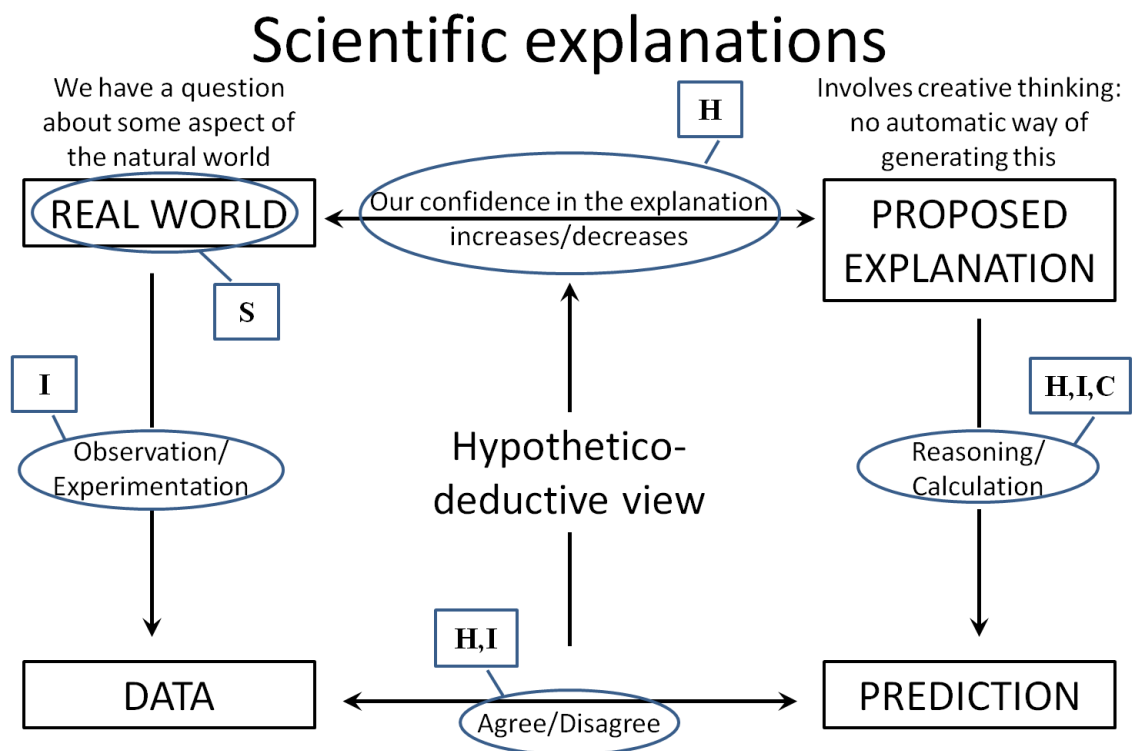 Scientific explanations
We have a question
about some aspect of
the natural world
H
Involves creative thinking:
no automatic way of
generating this
REAL WORLD
Our confidence in the explanation
increases/decreases
PROPOSED
EXPLANATION
S
I
H,I,C
Observation/
Experimentation
Hypothetico-
deductive view
Reasoning/
Calculation
H,I
DATA
Agree/Disagree
PREDICTION